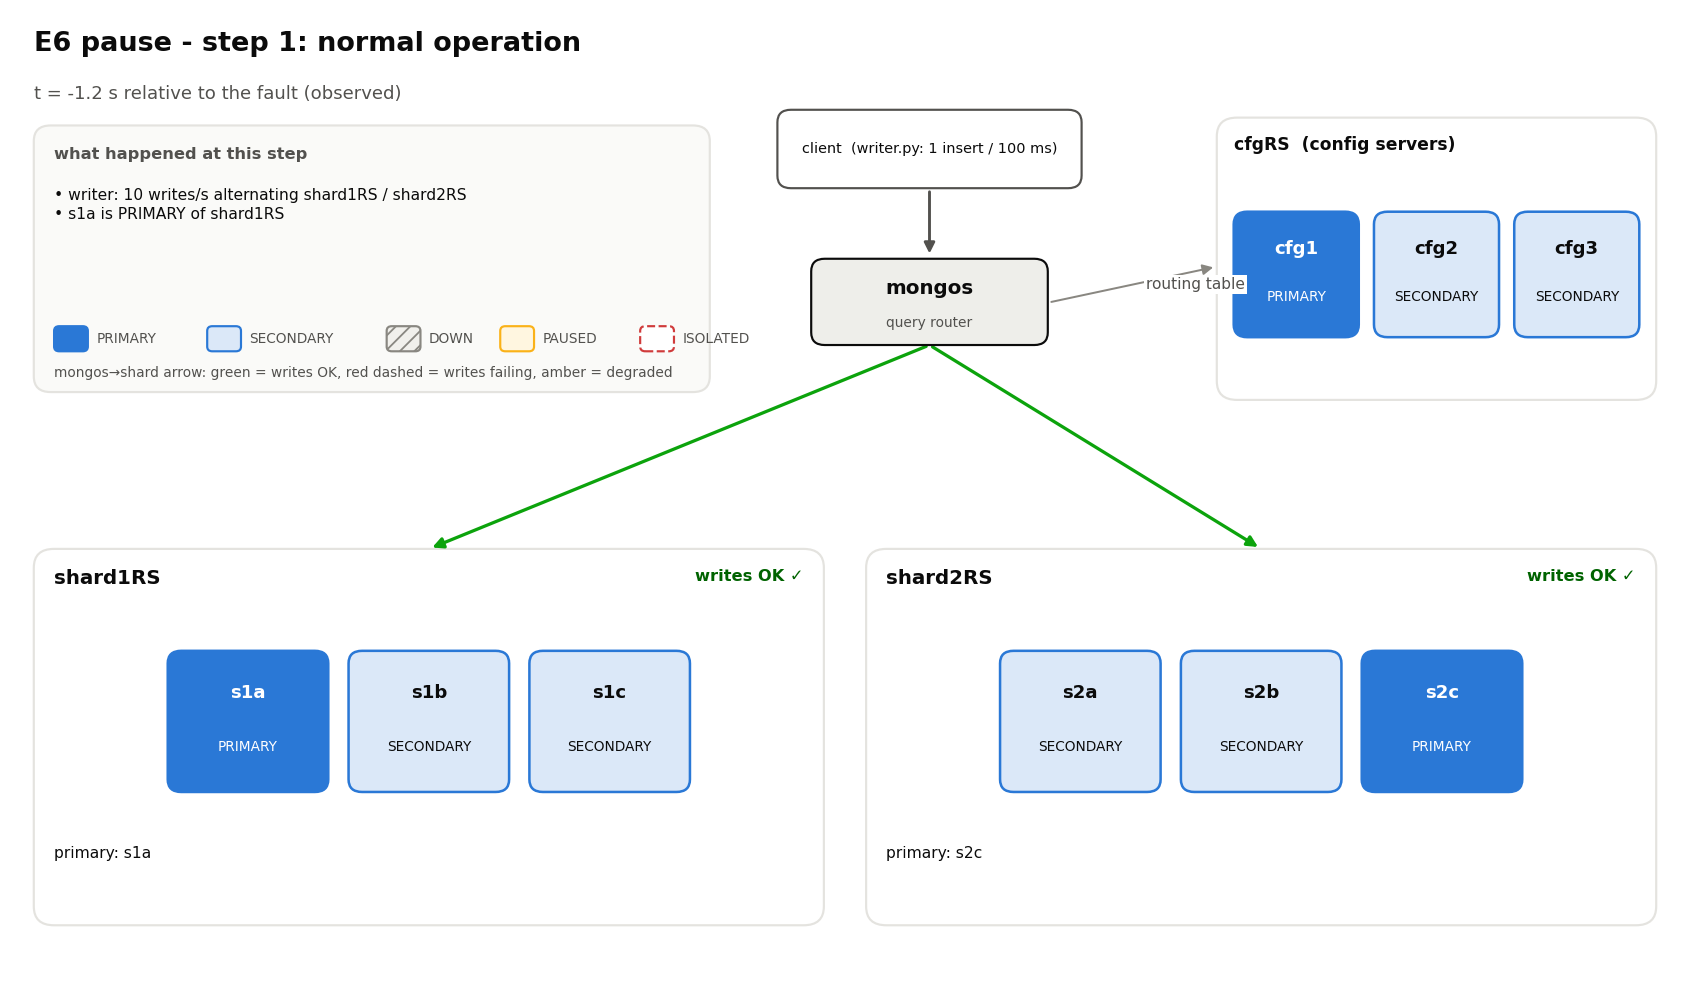 E6 pause - step 1: normal operation
t = -1.2 s relative to the fault (observed)
what happened at this step
• writer: 10 writes/s alternating shard1RS / shard2RS
• s1a is PRIMARY of shard1RS
PRIMARY
SECONDARY
DOWN
PAUSED
ISOLATED
mongos→shard arrow: green = writes OK, red dashed = writes failing, amber = degraded
client  (writer.py: 1 insert / 100 ms)
mongos
query router
routing table
cfgRS  (config servers)
cfg1
PRIMARY
cfg2
SECONDARY
cfg3
SECONDARY
shard1RS
writes OK ✓
s1a
PRIMARY
s1b
SECONDARY
s1c
SECONDARY
primary: s1a
shard2RS
writes OK ✓
s2a
SECONDARY
s2b
SECONDARY
s2c
PRIMARY
primary: s2c